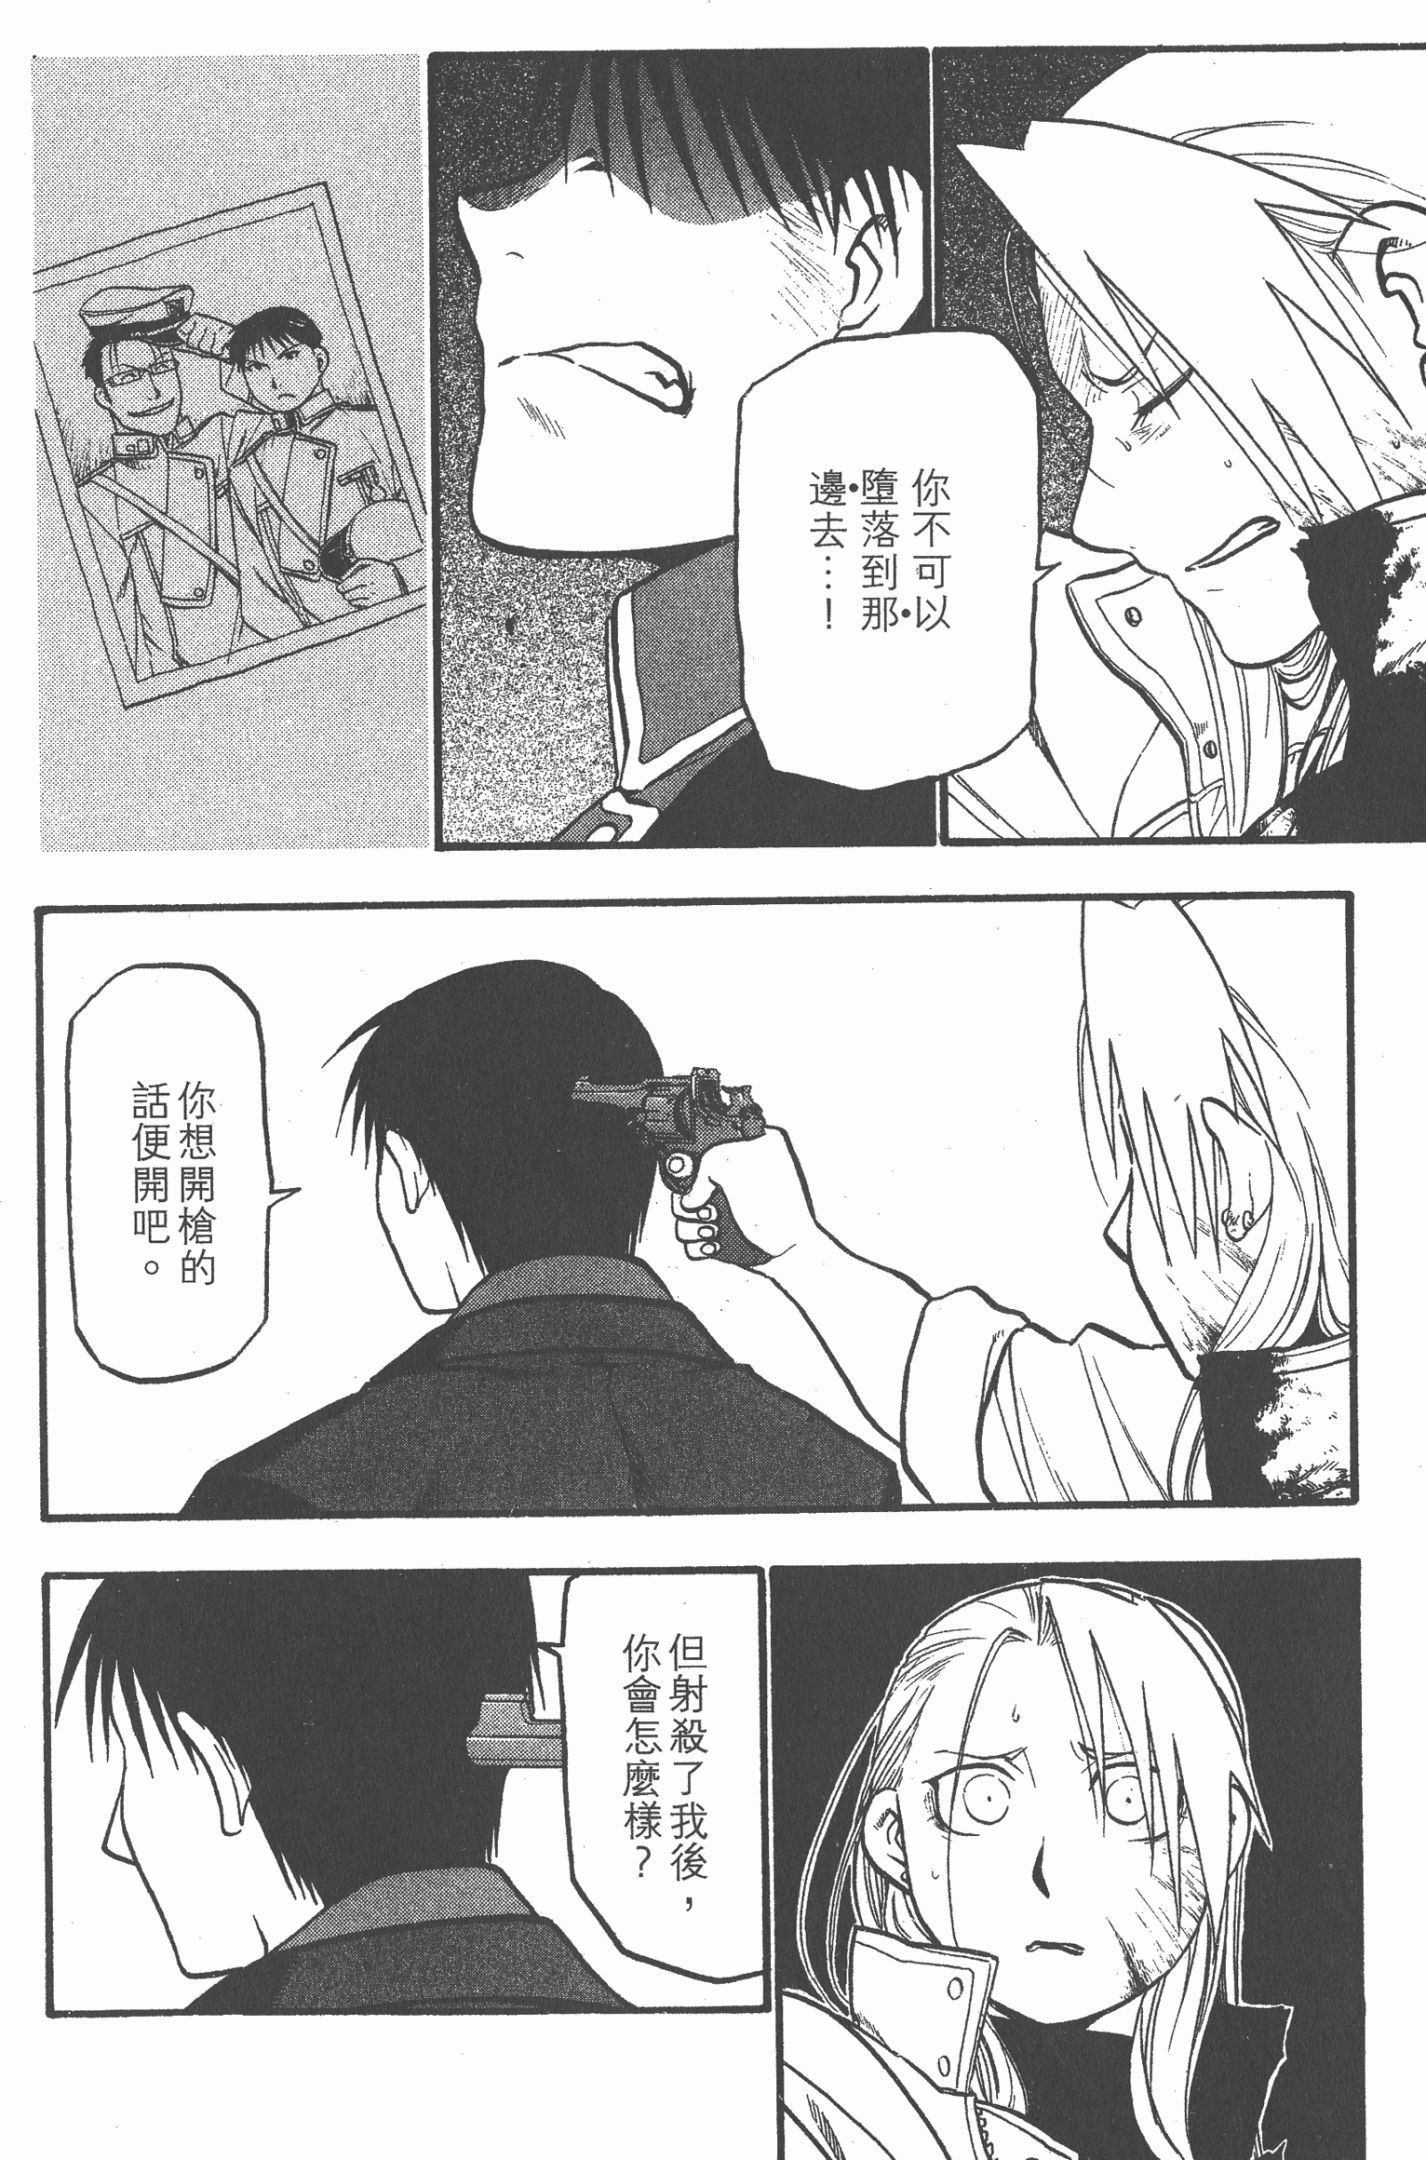 你不可以
墮落到那
邊去…！
你想開槍的
話便開吧。
但射殺了我後，
你會怎麼樣？